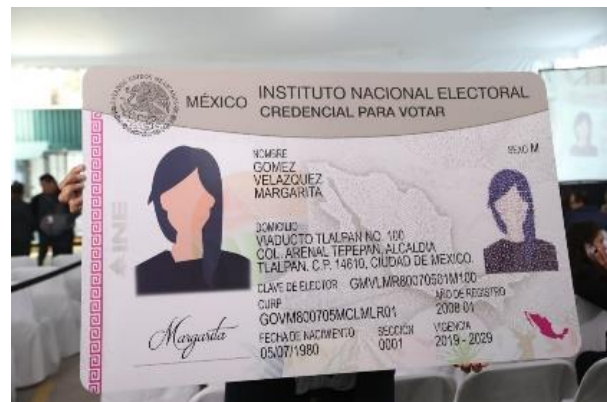 MÉXICO
INSTITUTO NACIONAL ELECTORAL
CREDENCIAL PARA VOTAR
NOMBRE
GOMEZ
VELAZQUEZ
MARGARITA
SEXO M
DOMICILIO
VIADUCTO TLALPAN NO. 100
COL. ARENAL TEPEPAN, ALCALDIA
TLALPAN, C.P. 14610, CIUDAD DE MEXICO.
CLAVE DE ELECTOR GMVLMR80070501M100
CURP
GOVM800705MCLMLR01
AÑO DE REGISTRO
2008 01
FECHA DE NACIMIENTO
05/07/1980
SECCIÓN
0001
VIGENCIA
2019 - 2029
Margarita
INE